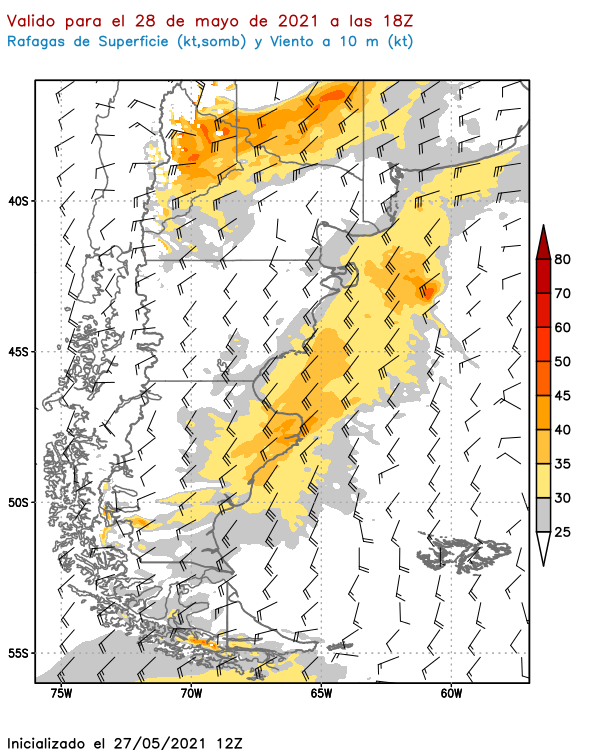 Valido para el 28 de mayo de 2021 a las 18Z
Rafagas de Superficie (kt,somb) y Viento a 10 m (kt)
40S
45S
50S
55S
75W
70W
65W
60W
80
70
60
50
45
40
35
30
25
Inicializado el 27/05/2021 12Z